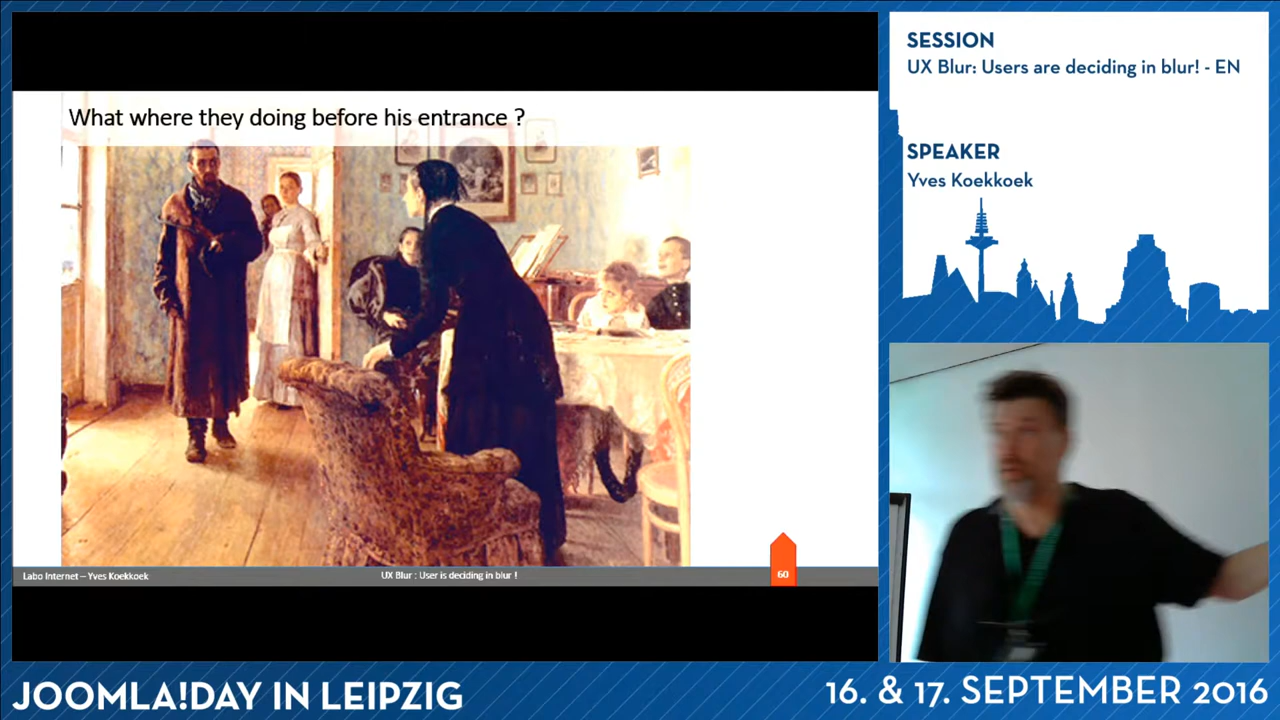 What where they doing before his entrance ?
Labo Internet – Yves Koekkoek
UX Blur : User is deciding in blur !
60
SESSION
UX Blur: Users are deciding in blur! - EN
SPEAKER
Yves Koekkoek
JOOMLA!DAY IN LEIPZIG
16. & 17. SEPTEMBER 2016